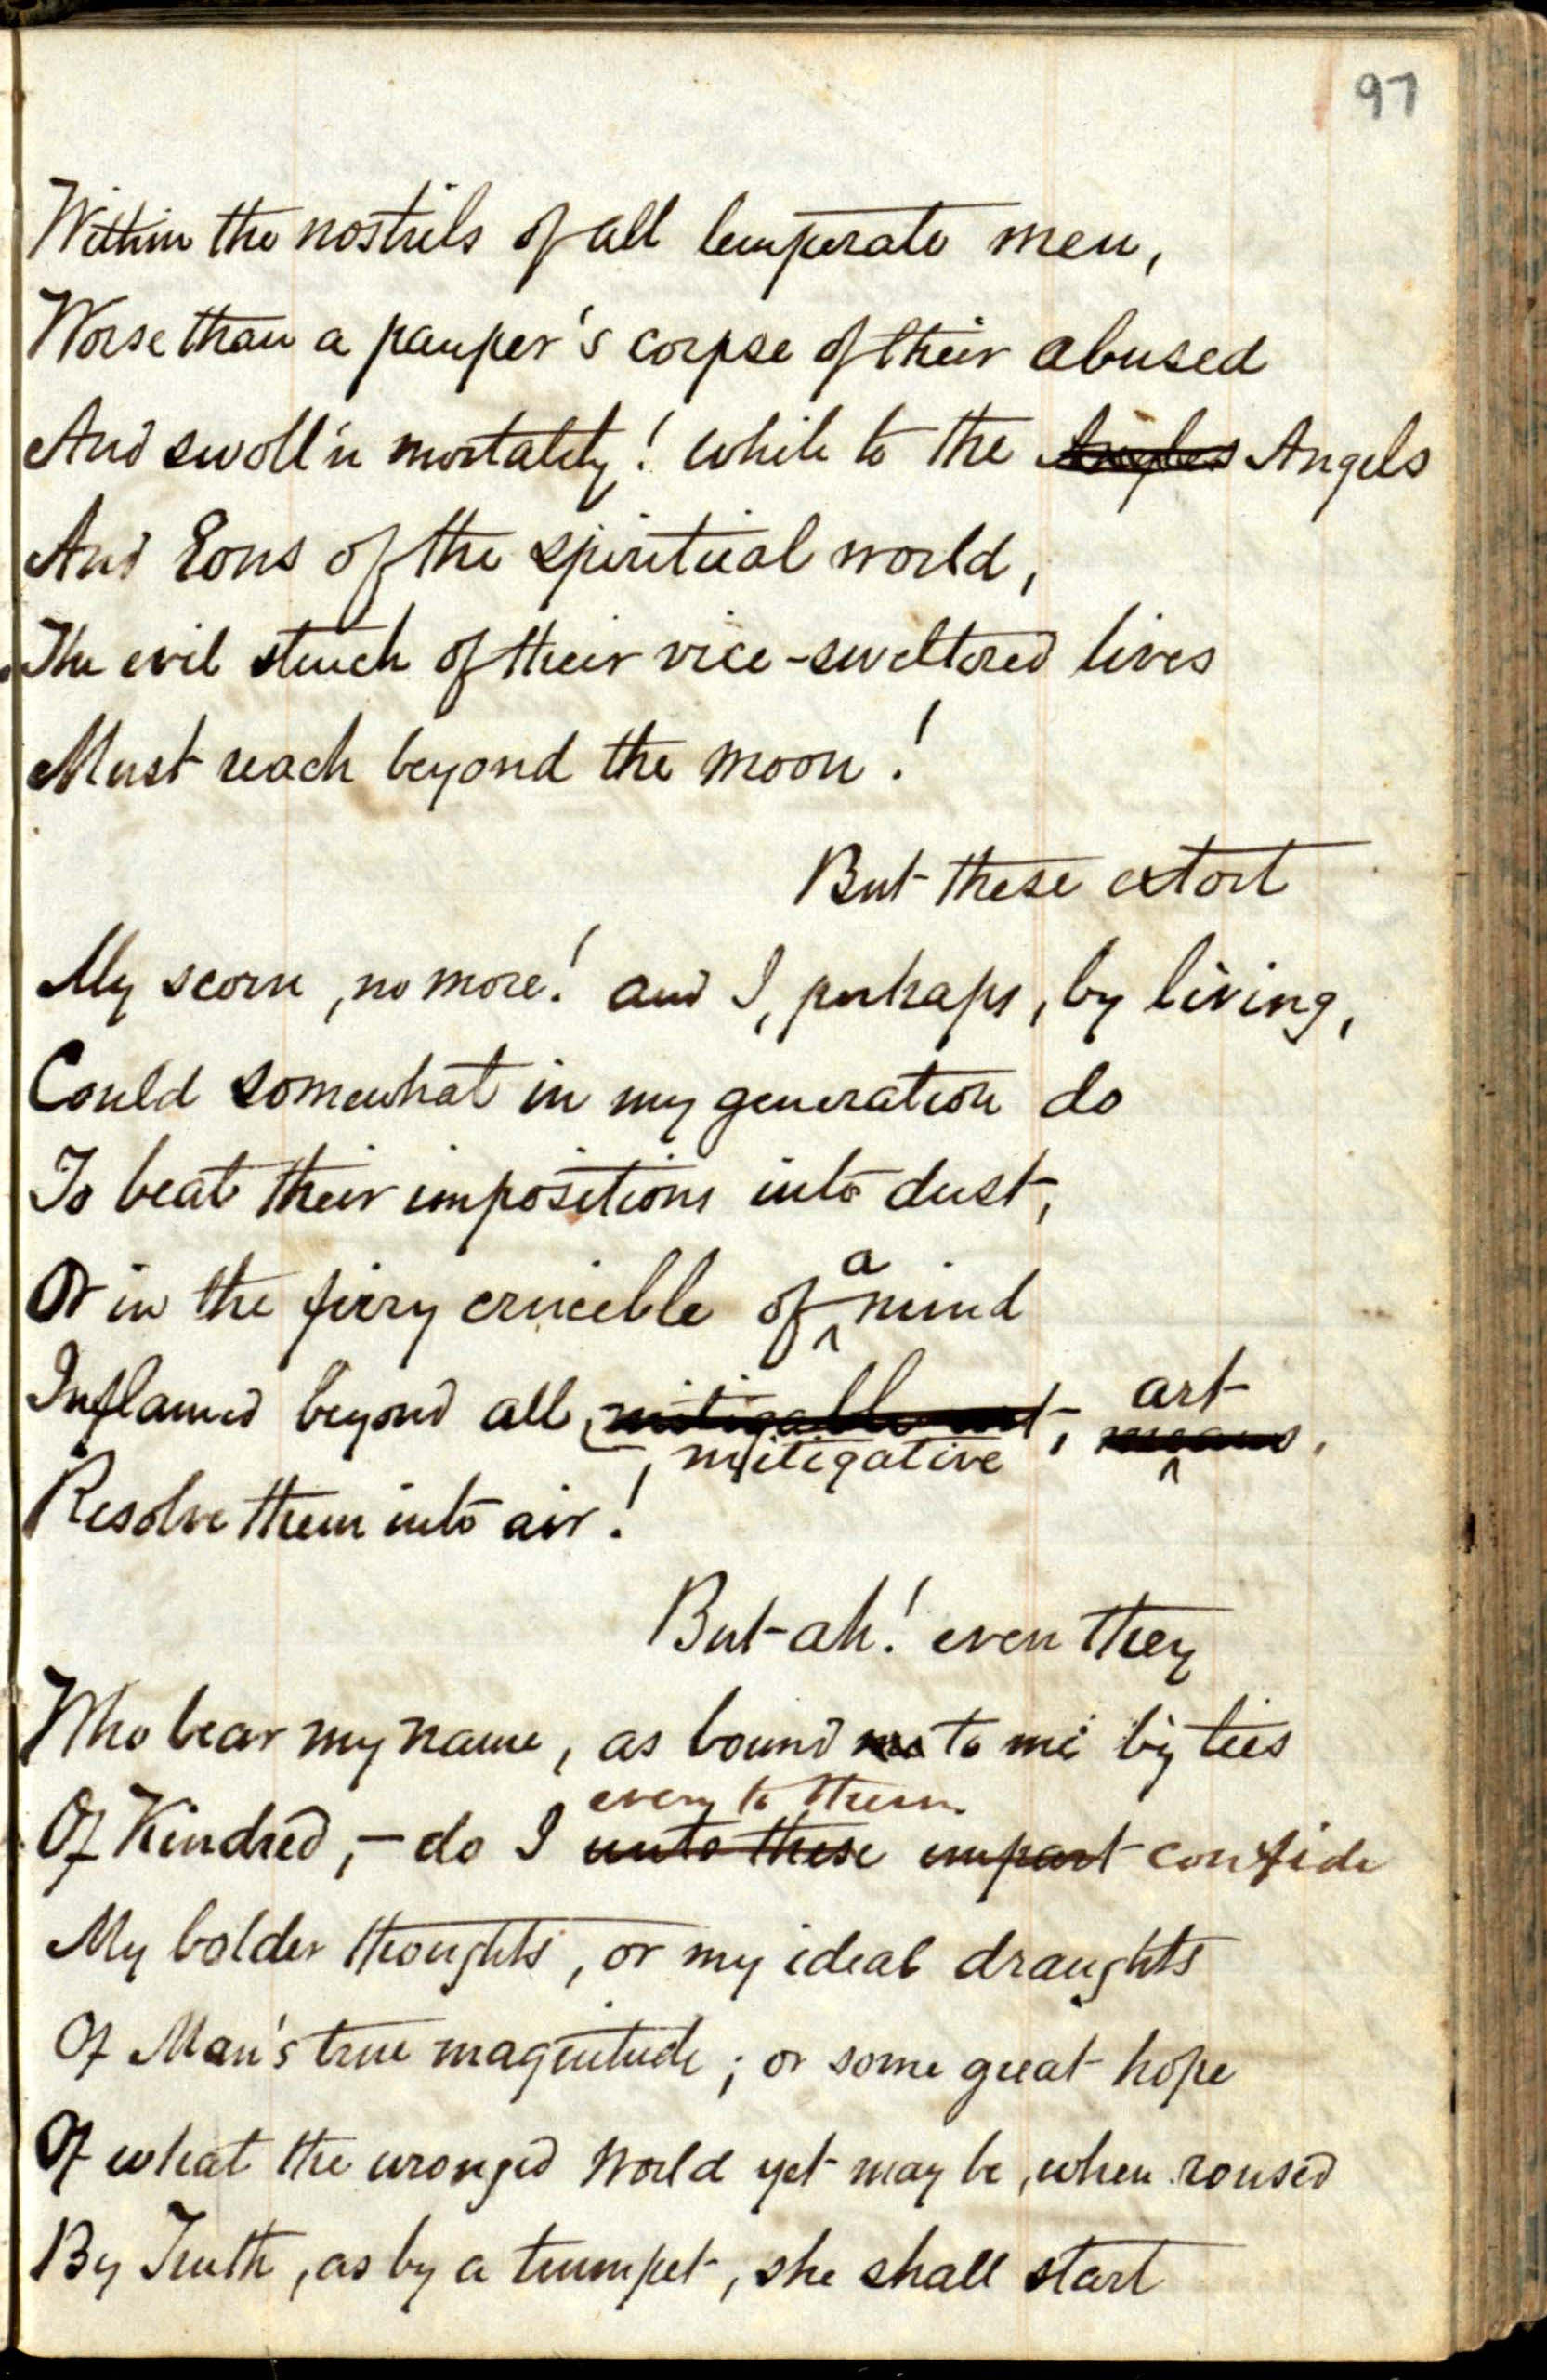 97
Within the nostrils of all temperate men,
Worse than a pauper's corpse of their abused
And swoll'n mortality! while to the ~~Angles~~ Angels
And Eons of the spiritual world,
The evil stench of their vice-sweltered lives
Must reach beyond the moon!
But these extort
My scorn, no more! and I, perhaps, by living,
Could somewhat in my generation do
To beat their impositions into dust,
a
Or in the fiery crucible of ^ mind
art
Inflamed beyond all ~~mitigable art~~, ~~means~~ ^.
mitigative
Resolve them into air!
But ah! even they
Who bear my name, as bound ~~me~~ to me by ties
even to them
Of Kindred, – do I ~~unto these~~ ~~impart~~ confide
My bolder thoughts, or my ideal draughts
Of Man's true magnitude; or some great hope
Of what the wronged World yet may be, when roused
By Truth, as by a trumpet, she shall start